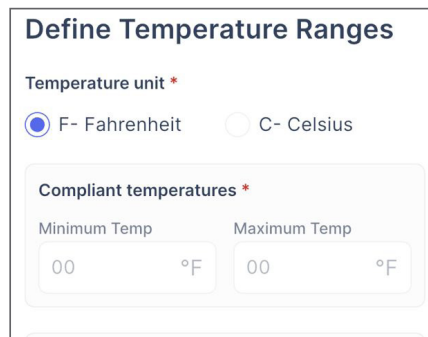 Define Temperature Ranges
Temperature unit *
F- Fahrenheit C- Celsius
Compliant temperatures *
Minimum Temp Maximum Temp
00 °F 00 °F